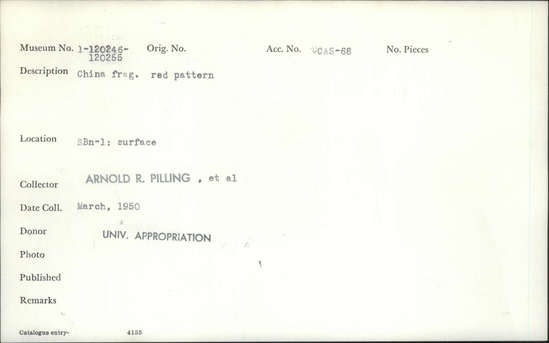 Museum No. 1-120246- Orig. No. Acc. No. UCAS-68 No. Pieces
120255
Description China frag. red pattern
Location SBn-1: surface
Collector ARNOLD R. PILLING , et al
Date Coll. March, 1950
Donor UNIV. APPROPRIATION
Photo
Published
Remarks
Catalogue entry- 4135